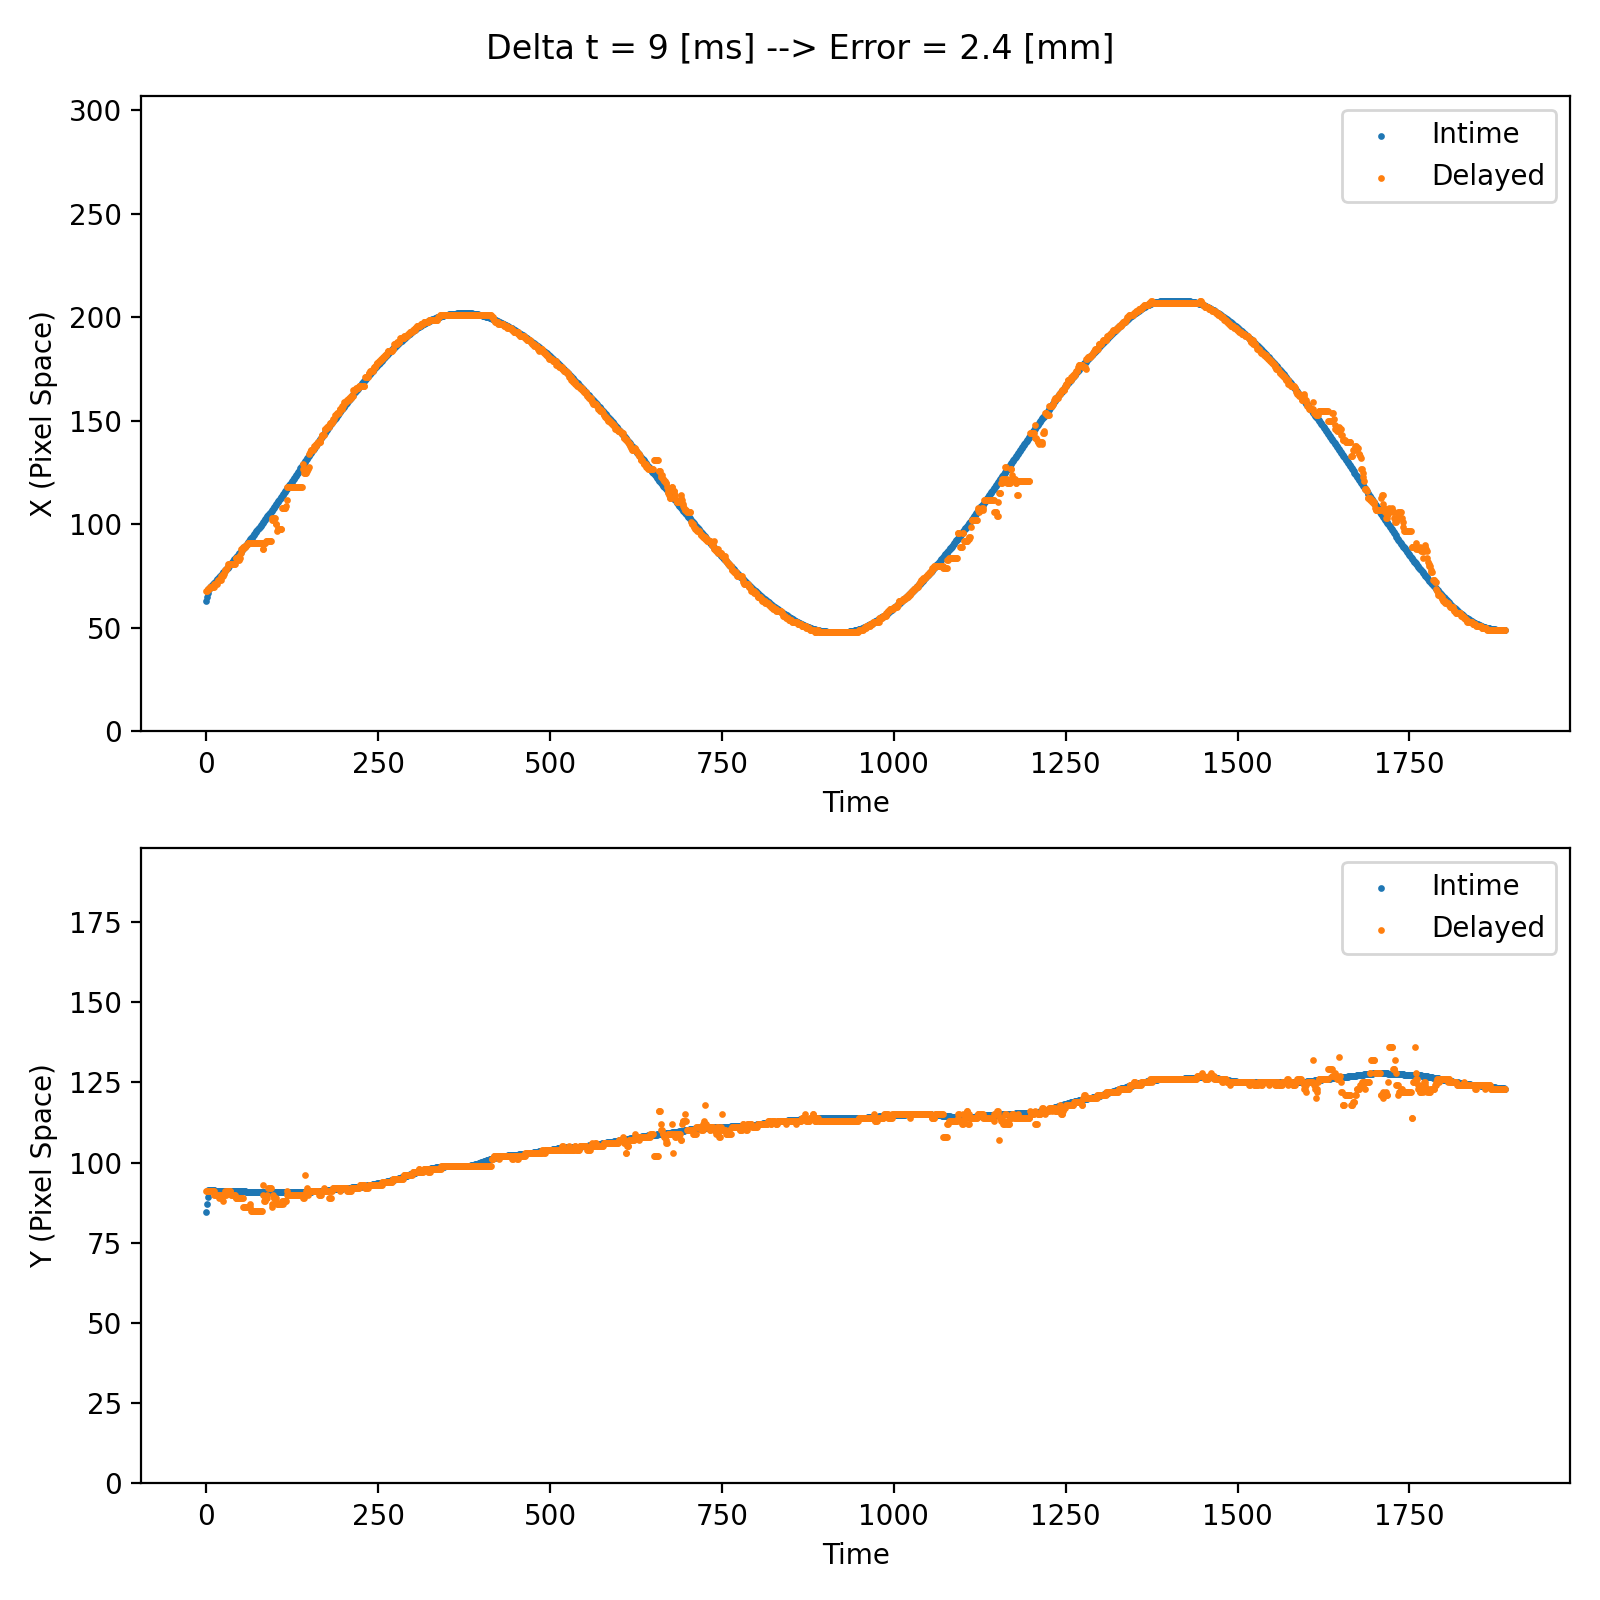 Delta t = 9 [ms] --> Error = 2.4 [mm]
300
250
200
150
100
50
0
X (Pixel Space)
Intime
Delayed
0 250 500 750 1000 1250 1500 1750
Time
175
150
125
100
75
50
25
0
Y (Pixel Space)
Intime
Delayed
0 250 500 750 1000 1250 1500 1750
Time